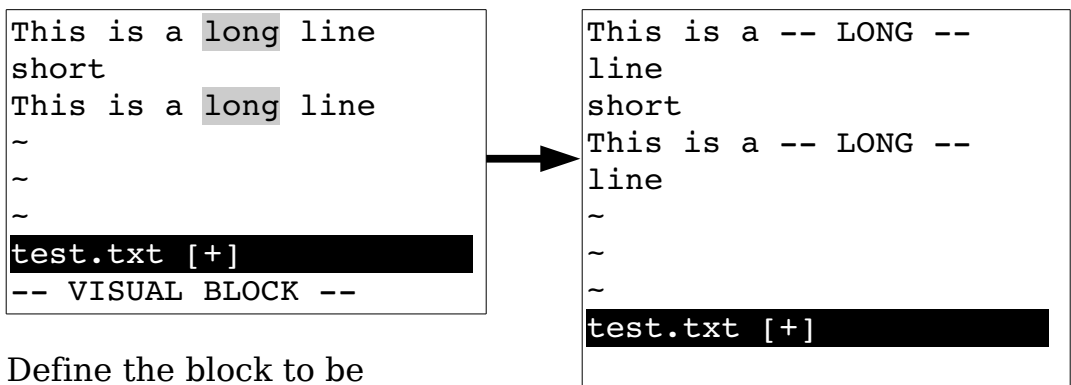 This is a long line
short
This is a long line
~
~
~
test.txt [+]
-- VISUAL BLOCK --
Define the block to be
This is a -- LONG --
line
short
This is a -- LONG --
line
~
~
~
test.txt [+]